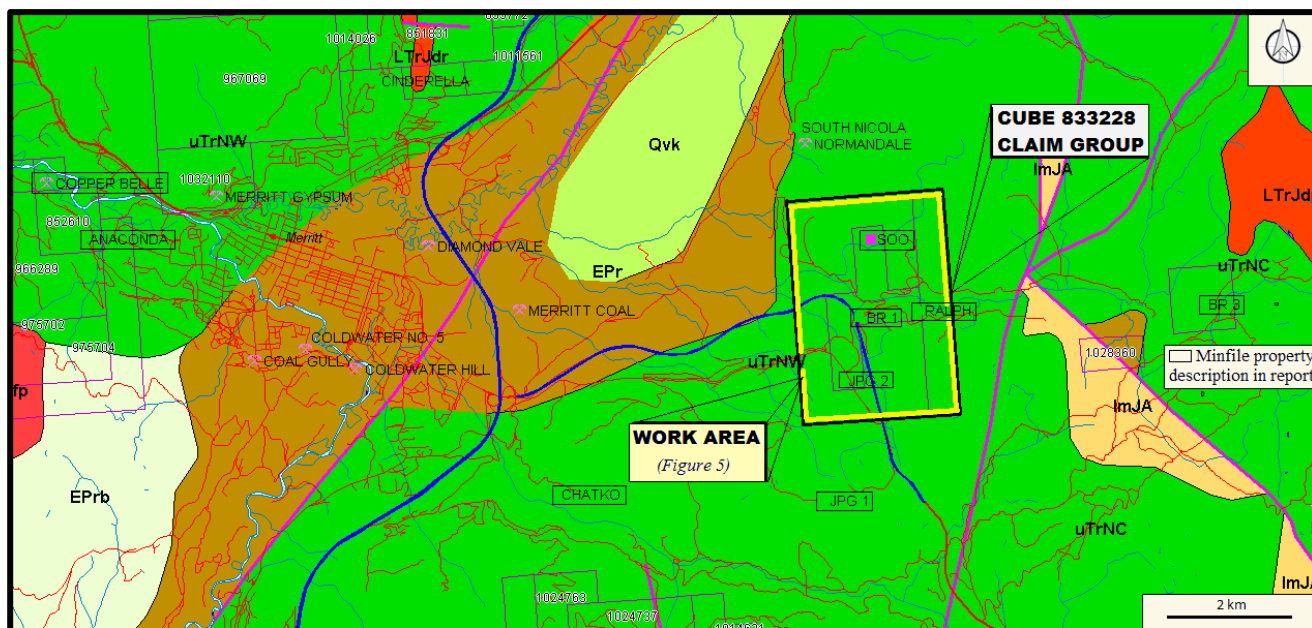 1014026
851831
853772
LTrJdr
1011561
967069
CINDERELLA
uTrNW
Qvk
SOUTH NICOLA
NORMANDALE
CUBE 833228
CLAIM GROUP
lmJA
LTrJd
COPPER BELLE
1032110
MERRITT GYPSUM
852610
ANACONDA
Merritt
DIAMOND VALE
SOO
966289
EPr
uTrNC
BR 3
975702
MERRITT COAL
BR 1
RALPH
975704
COLDWATER NO. 5
COAL GULLY
COLDWATER HILL
uTrNW
1028360
Minfile property
description in report
fp
JPG 2
lmJA
WORK AREA
(Figure 5)
EPrb
CHATKO
JPG 1
uTrNC
lmJA
1024763
1024737
2 km